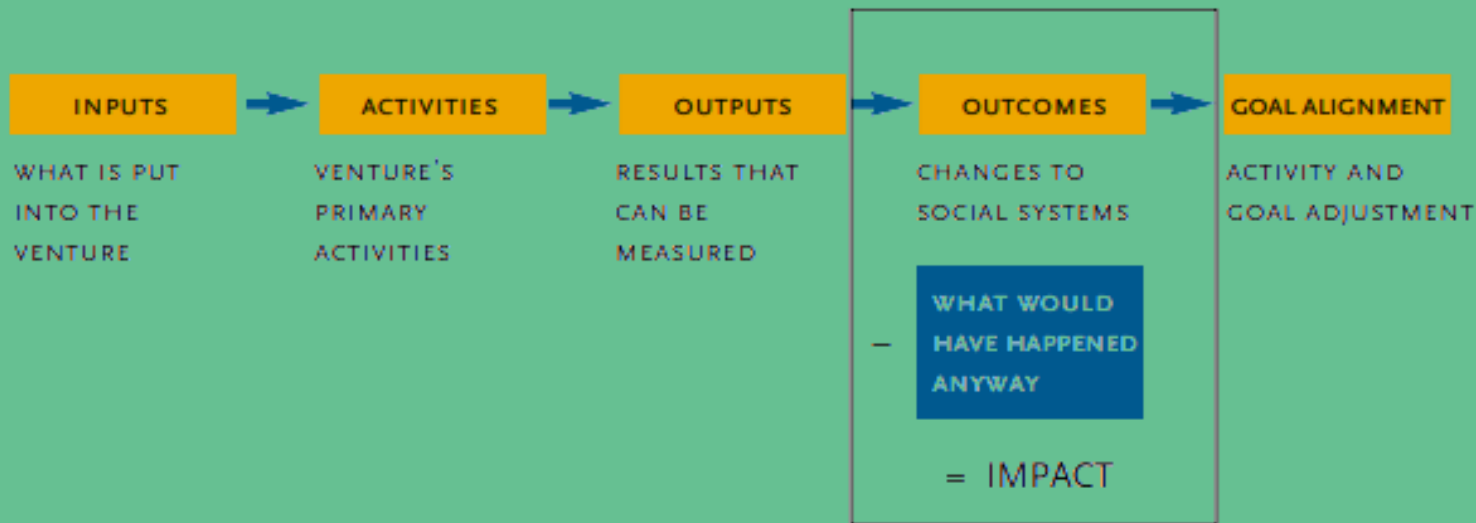 INPUTS
WHAT IS PUT
INTO THE
VENTURE
ACTIVITIES
VENTURE'S
PRIMARY
ACTIVITIES
OUTPUTS
RESULTS THAT
CAN BE
MEASURED
OUTCOMES
CHANGES TO
SOCIAL SYSTEMS
–
WHAT WOULD
HAVE HAPPENED
ANYWAY
= IMPACT
GOAL ALIGNMENT
ACTIVITY AND
GOAL ADJUSTMENT